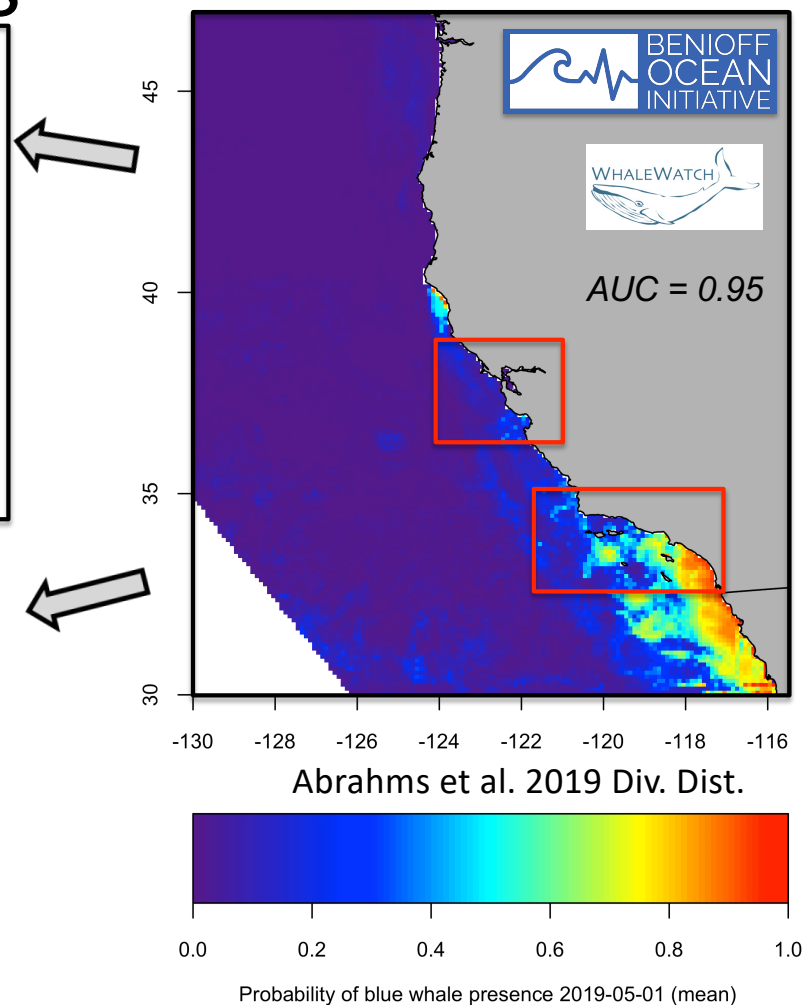 BENIOFF
OCEAN
INITIATIVE
WHALEWATCH
AUC = 0.95
45
40
35
30
-130 -128 -126 -124 -122 -120 -118 -116
Abrahms et al. 2019 Div. Dist.
0.0 0.2 0.4 0.6 0.8 1.0
Probability of blue whale presence 2019-05-01 (mean)